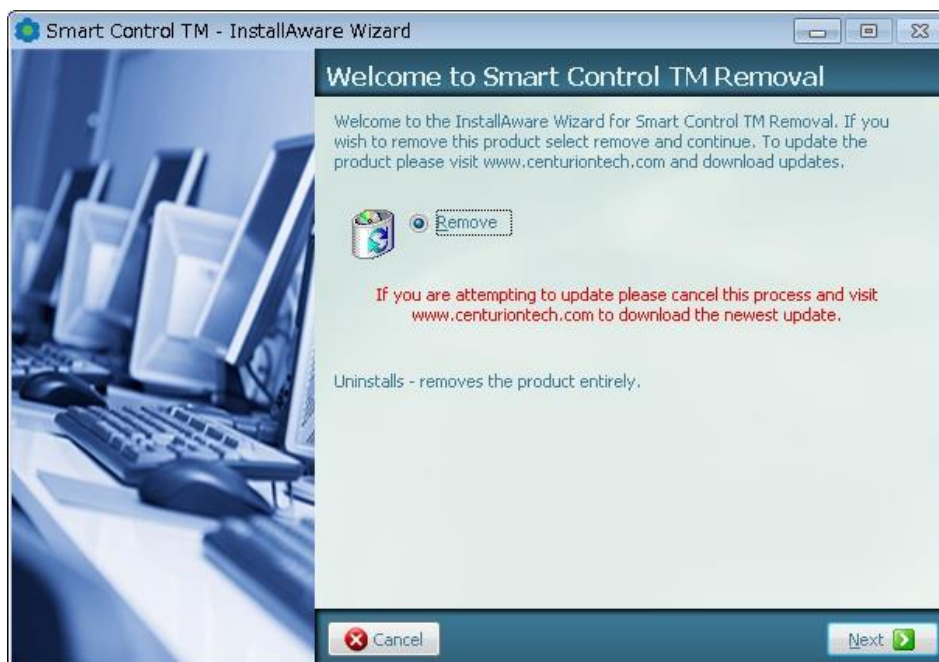 Smart Control TM - InstallAware Wizard
Welcome to Smart Control TM Removal
Welcome to the InstallAware Wizard for Smart Control TM Removal. If you
wish to remove this product select remove and continue. To update the
product please visit www.centuriontech.com and download updates.
Remove
If you are attempting to update please cancel this process and visit
www.centuriontech.com to download the newest update.
Uninstalls - removes the product entirely.
Cancel
Next